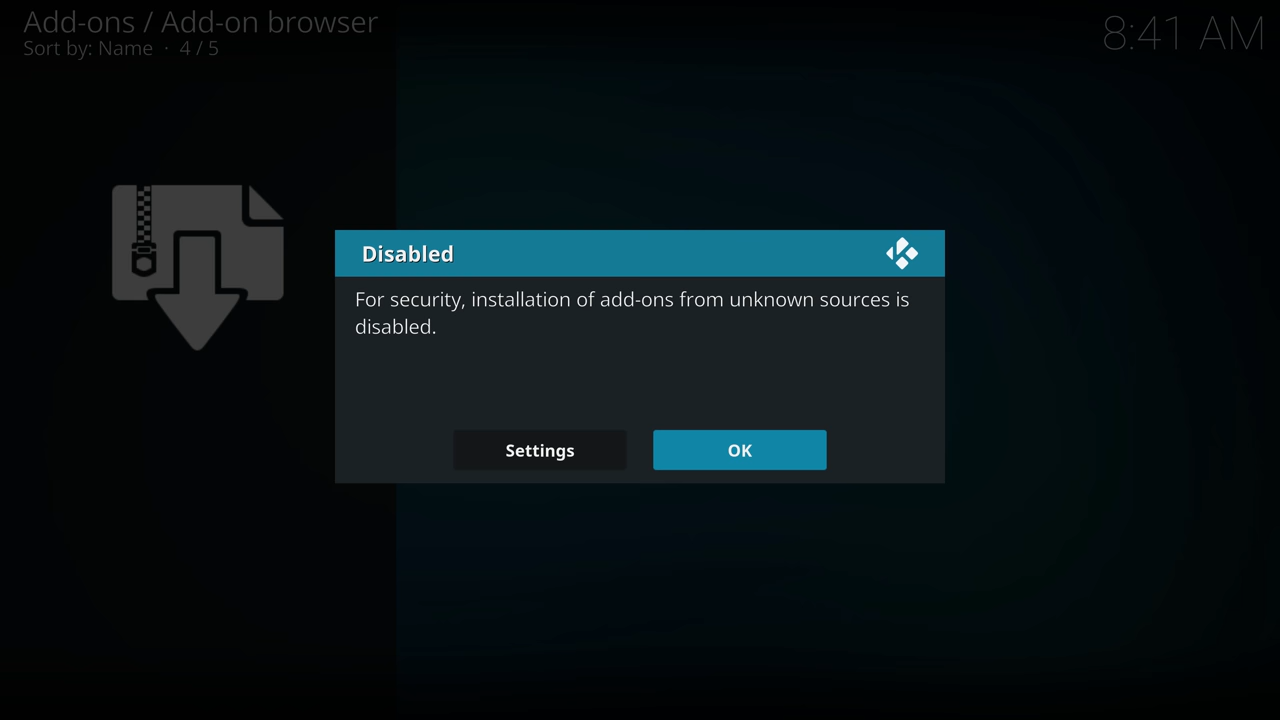 Add-ons / Add-on browser
Sort by: Name · 4 / 5
8:41 AM
Disabled
For security, installation of add-ons from unknown sources is
disabled.
Settings
OK